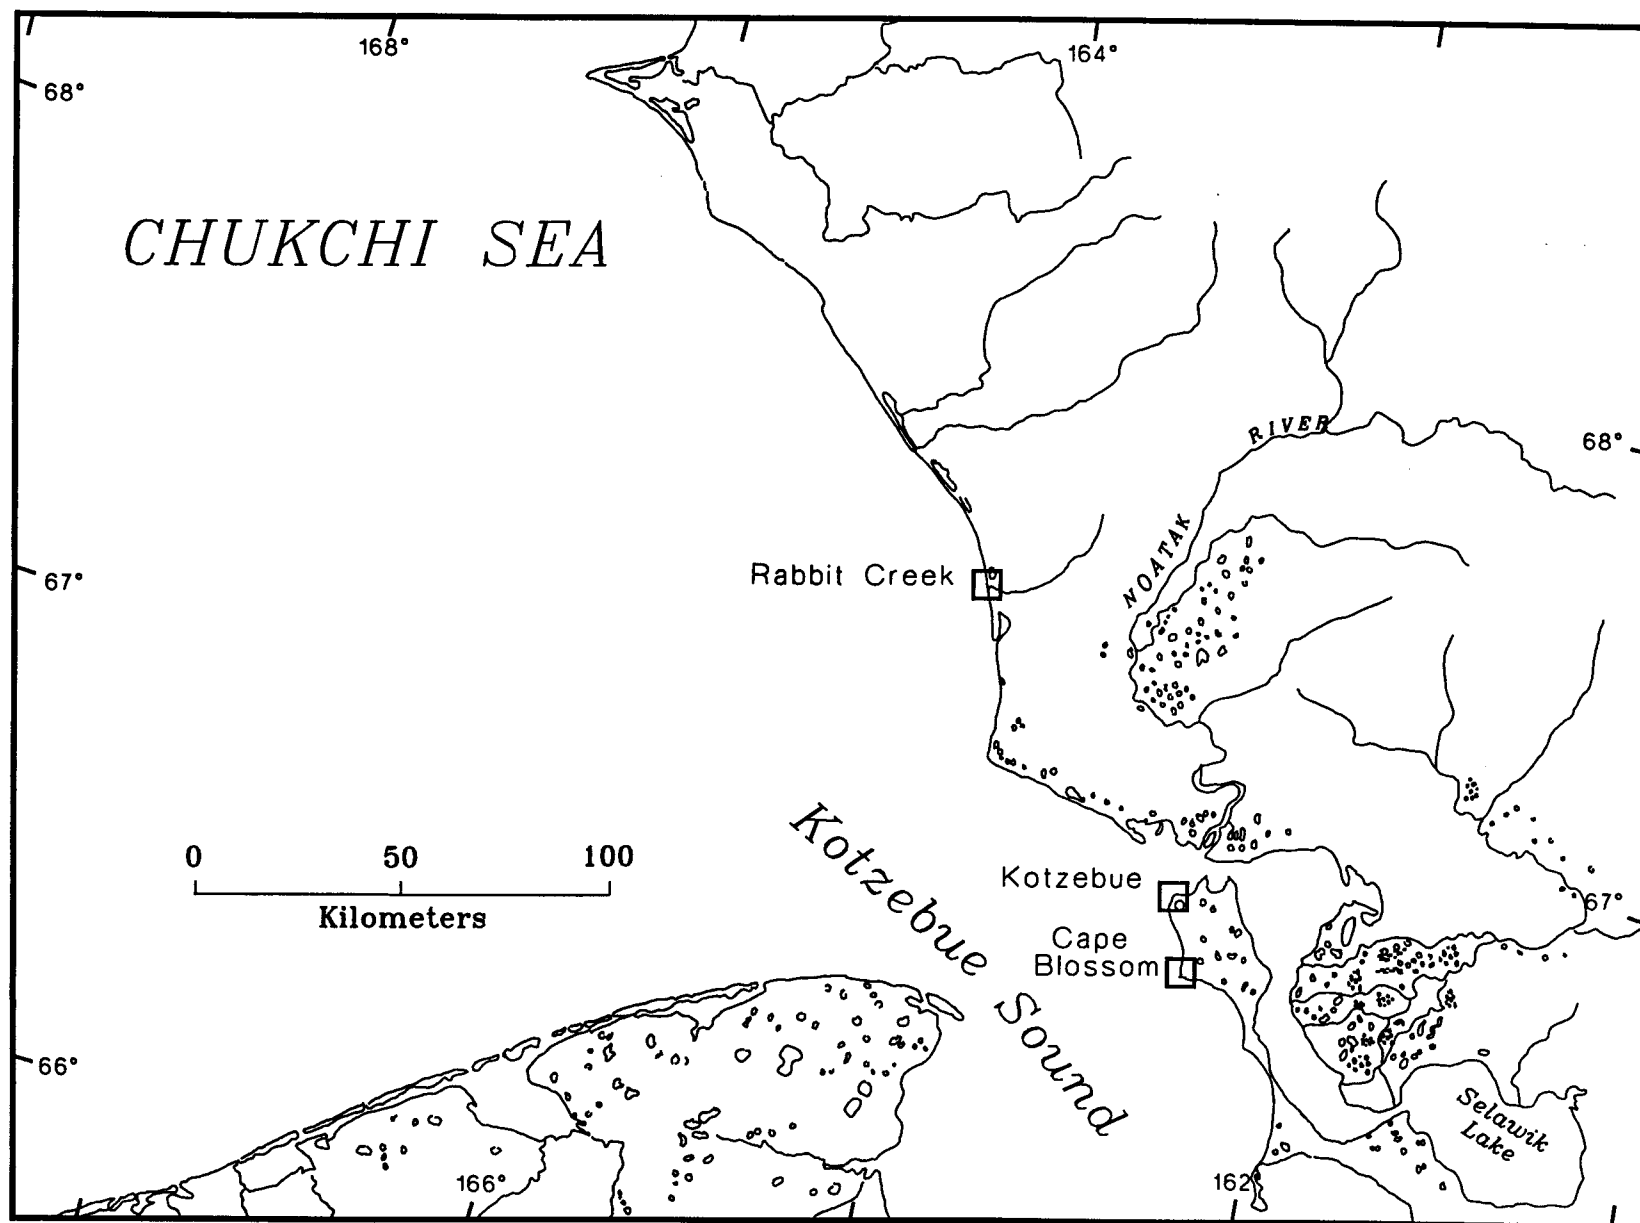 168°
164°
68°
CHUKCHI SEA
RIVER
68°
NOATAK
67°
Rabbit Creek
0 50 100
Kilometers
Kotzebue Sound
Kotzebue
67°
Cape
Blossom
66°
Selawik
Lake
166°
162